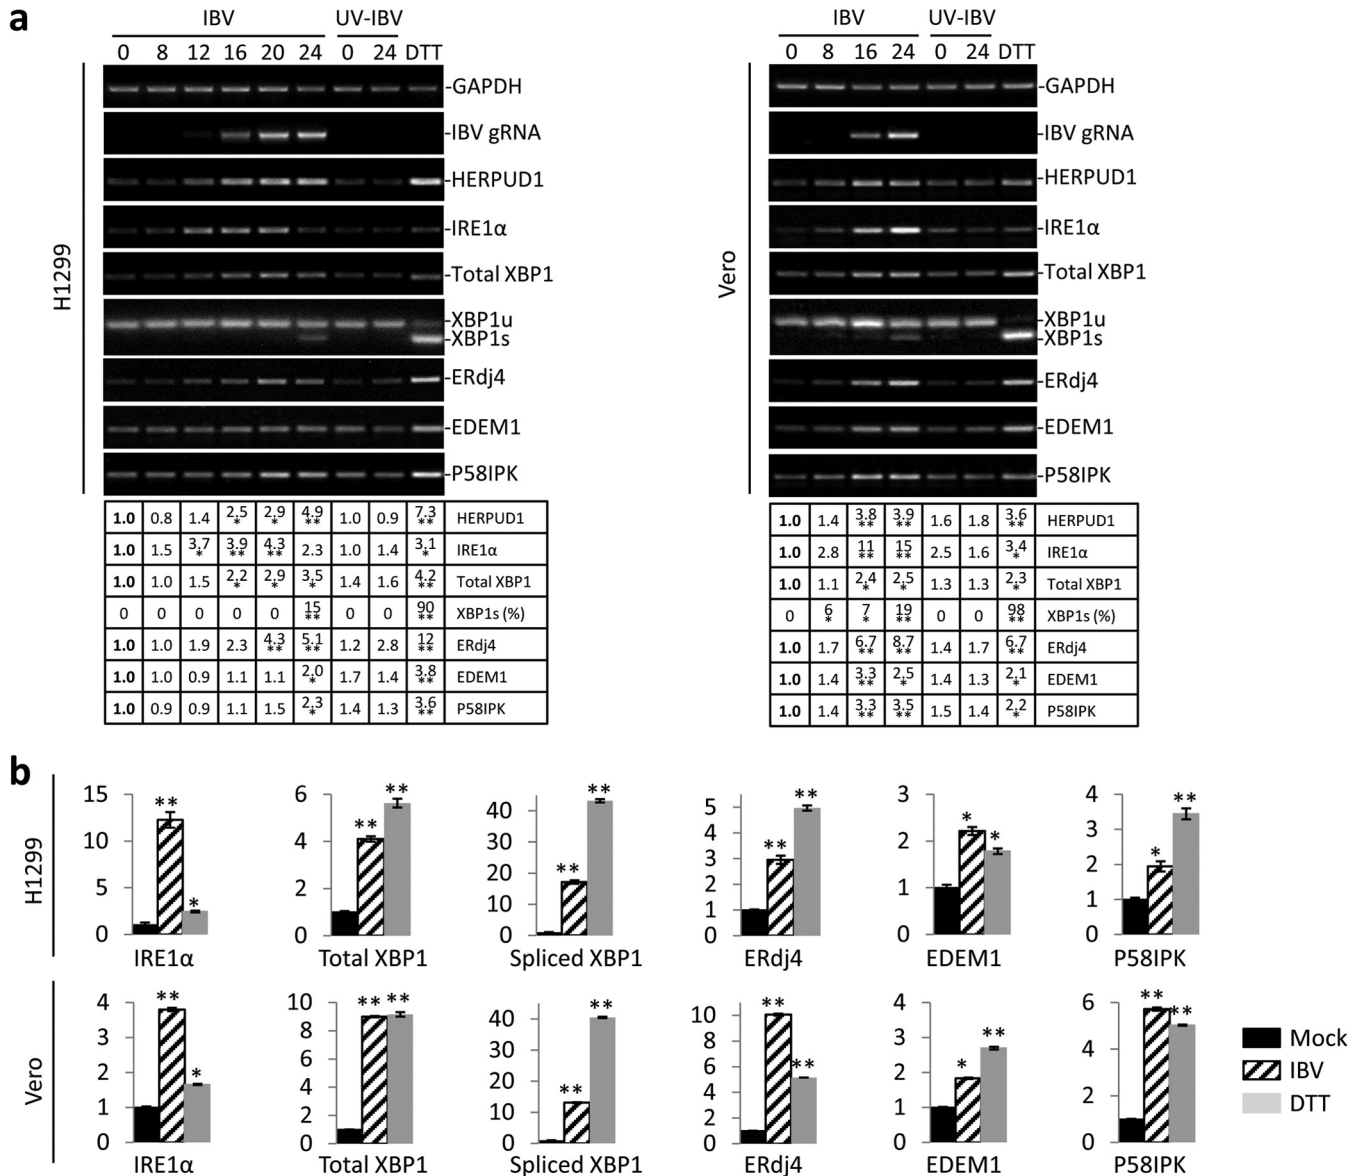 a
IBV UV-IBV
0 8 12 16 20 24 0 24 DTT
H1299
-GAPDH
-IBV gRNA
-HERPUD1
-IRE1α
-Total XBP1
-XBP1u
-XBP1s
-ERdj4
-EDEM1
-P58IPK
1.0 0.8 1.4 2.5* 2.9* 4.9** 1.0 0.9 7.3** HERPUD1
1.0 1.5 3.7* 3.9** 4.3** 2.3 1.0 1.4 3.1* IRE1α
1.0 1.0 1.5 2.2* 2.9* 3.5* 1.4 1.6 4.2** Total XBP1
0 0 0 0 0 15** 0 0 90** XBP1s (%)
1.0 1.0 1.9 2.3 4.3** 5.1** 1.2 2.8 12** ERdj4
1.0 1.0 0.9 1.1 1.1 2.0* 1.7 1.4 3.8** EDEM1
1.0 0.9 0.9 1.1 1.5 2.3* 1.4 1.3 3.6** P58IPK
IBV UV-IBV
0 8 16 24 0 24 DTT
Vero
-GAPDH
-IBV gRNA
-HERPUD1
-IRE1α
-Total XBP1
-XBP1u
-XBP1s
-ERdj4
-EDEM1
-P58IPK
1.0 1.4 3.8** 3.9** 1.6 1.8 3.6** HERPUD1
1.0 2.8 11** 15** 2.5 1.6 3.4* IRE1α
1.0 1.1 2.4* 2.5* 1.3 1.3 2.3* Total XBP1
0 6* 7* 19** 0 0 98** XBP1s (%)
1.0 1.7 6.7** 8.7** 1.4 1.7 6.7** ERdj4
1.0 1.4 3.3** 2.5* 1.4 1.3 2.1* EDEM1
1.0 1.4 3.3** 3.5** 1.5 1.4 2.2* P58IPK
b
H1299
15
10
5
0
** *
IRE1α
6
4
2
0
** **
Total XBP1
40
30
20
10
0
** **
Spliced XBP1
5
4
3
2
1
0
** **
ERdj4
3
2
1
0
* *
EDEM1
4
3
2
1
0
* **
P58IPK
Vero
4
3
2
1
0
** *
IRE1α
10
8
6
4
2
0
** **
Total XBP1
40
30
20
10
0
** **
Spliced XBP1
10
8
6
4
2
0
** **
ERdj4
4
3
2
1
0
* **
EDEM1
6
4
2
0
** **
P58IPK
Mock
IBV
DTT